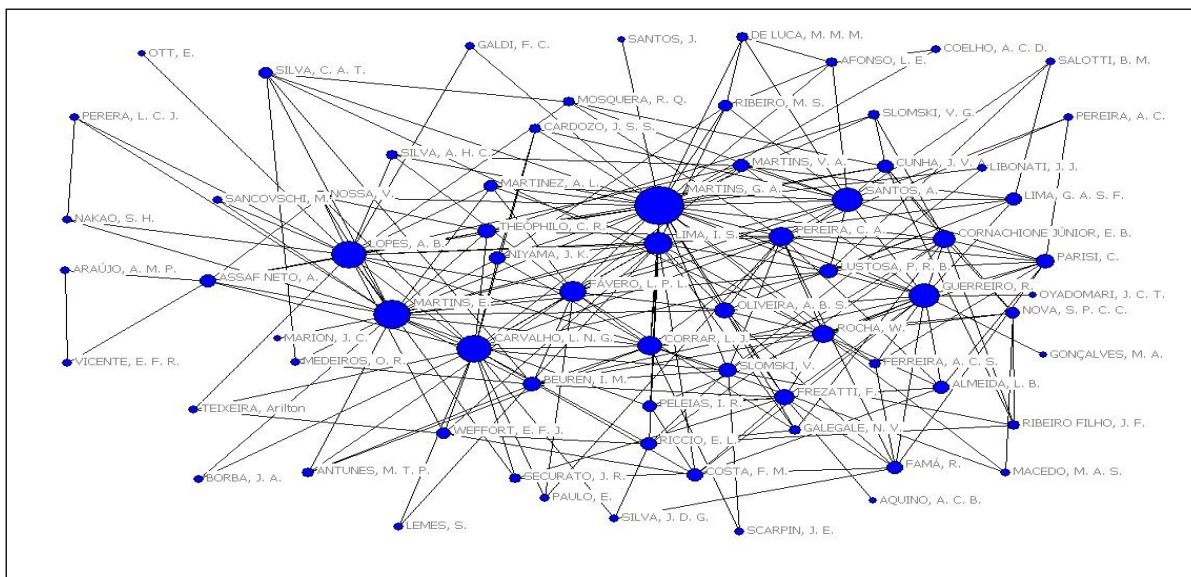 DE LUCA, M. M. M.
SANTOS, J.
GALDI, F. C.
COELHO, A. C. D.
OTT, E.
AFONSO, L. E.
SALOTTI, B. M.
SILVA, C. A. T.
MOSQUERA, R. Q.
RIBEIRO, M. S.
SLOMSKI, V. G.
PERERA, L. C. J.
PEREIRA, A. C.
CARDOZO, J. S. S.
SILVA, A. H. C.
MARTINS, V. A.
CUNHA, J. V. A.
LIBONATI, J. J.
MARTINEZ, A. L.
MARTINS, G. A.
SANTOS, A.
LIMA, G. A. S. F.
SANCOVSCHI, M.
NOSSA, V.
NAKAO, S. H.
THEÓPHILO, C. R.
LIMA, I. S.
PEREIRA, C. A.
CORNACHIONE JÚNIOR, E. B.
LOPES, A. B.
NIYAMA, J. K.
PARISI, C.
ARAÚJO, A. M. P.
LUSTOSA, P. R. B.
ASSAF NETO, A.
FÁVERO, L. P. L.
GUERREIRO, R.
OYADOMARI, J. C. T.
MARTINS, E.
OLIVEIRA, A. B. S.
NOVA, S. P. C. C.
MARION, J. C.
ROCHA, W.
CARVALHO, L. N. G.
CORRAR, L. J.
GONÇALVES, M. A.
VICENTE, E. F. R.
MEDEIROS, O. R.
FERREIRA, A. C. S.
SLOMSKI, V.
BEUREN, I. M.
ALMEIDA, L. B.
FREZATTI, F.
TEIXEIRA, Arilton
PELEIAS, I. R.
RIBEIRO FILHO, J. F.
WEFFORT, E. F. J.
GALEGALE, N. V.
RICCIO, E. L.
FAMÁ, R.
ANTUNES, M. T. P.
MACEDO, M. A. S.
COSTA, F. M.
BORBA, J. A.
SECURATO, J. R.
PAULO, E.
AQUINO, A. C. B.
SILVA, J. D. G.
LEMES, S.
SCARPIN, J. E.